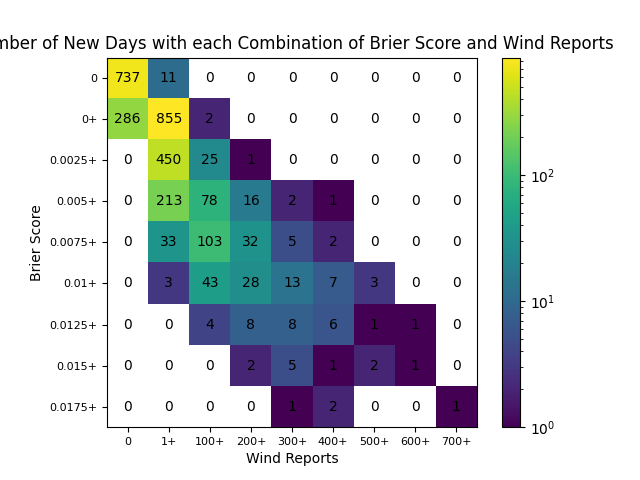 mber of New Days with each Combination of Brier Score and Wind Reports
Brier Score
0 737 11 0 0 0 0 0 0 0
0+ 286 855 2 0 0 0 0 0 0
0.0025+ 0 450 25 1 0 0 0 0 0
0.005+ 0 213 78 16 2 1 0 0 0
0.0075+ 0 33 103 32 5 2 0 0 0
0.01+ 0 3 43 28 13 7 3 0 0
0.0125+ 0 0 4 8 8 6 1 1 0
0.015+ 0 0 0 2 5 1 2 1 0
0.0175+ 0 0 0 0 1 2 0 0 1
0 1+ 100+ 200+ 300+ 400+ 500+ 600+ 700+
Wind Reports
10²
10¹
10⁰